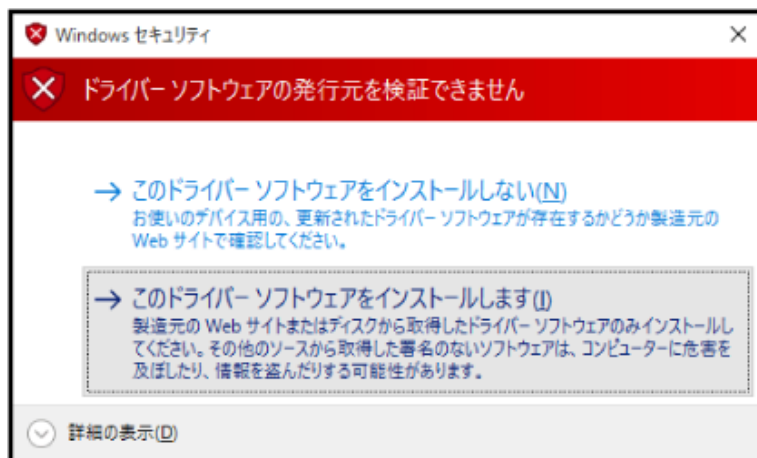 Windows セキュリティ
ドライバー ソフトウェアの発行元を検証できません
→ このドライバー ソフトウェアをインストールしない(N)
お使いのデバイス用の、更新されたドライバー ソフトウェアが存在するかどうか製造元の
Web サイトで確認してください。
→ このドライバー ソフトウェアをインストールします(I)
製造元の Web サイトまたはディスクから取得したドライバー ソフトウェアのみインストールし
てください。その他のソースから取得した署名のないソフトウェアは、コンピューターに危害を
及ぼしたり、情報を盗んだりする可能性があります。
詳細の表示(D)